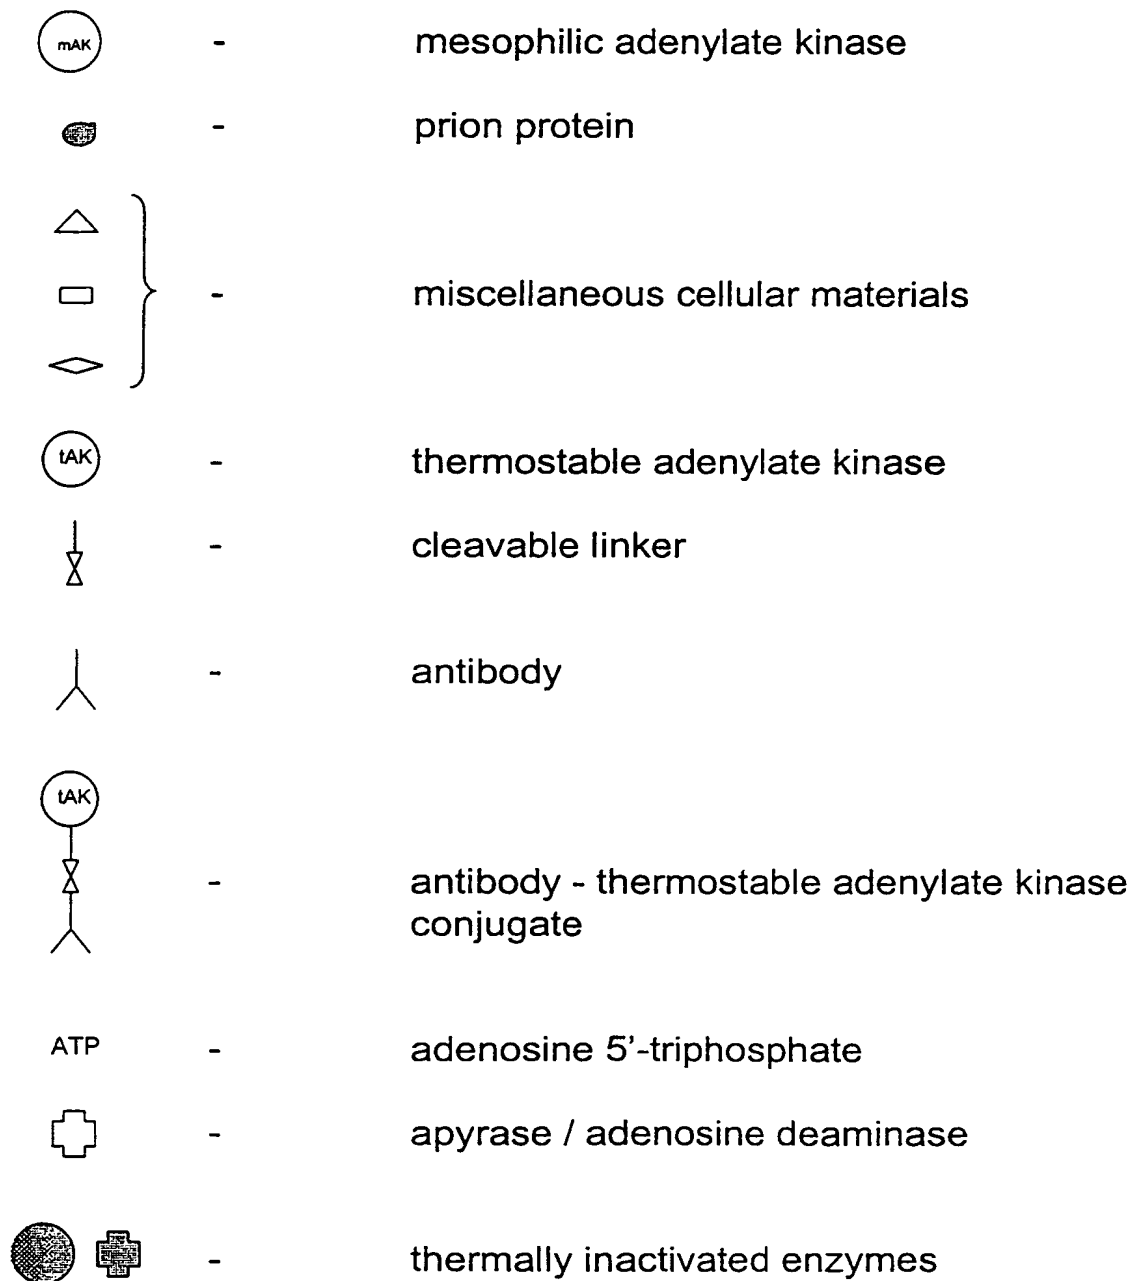 mAK - mesophilic adenylate kinase
- prion protein
- miscellaneous cellular materials
tAK - thermostable adenylate kinase
- cleavable linker
- antibody
tAK
- antibody - thermostable adenylate kinase
conjugate
ATP - adenosine 5'-triphosphate
- apyrase / adenosine deaminase
- thermally inactivated enzymes